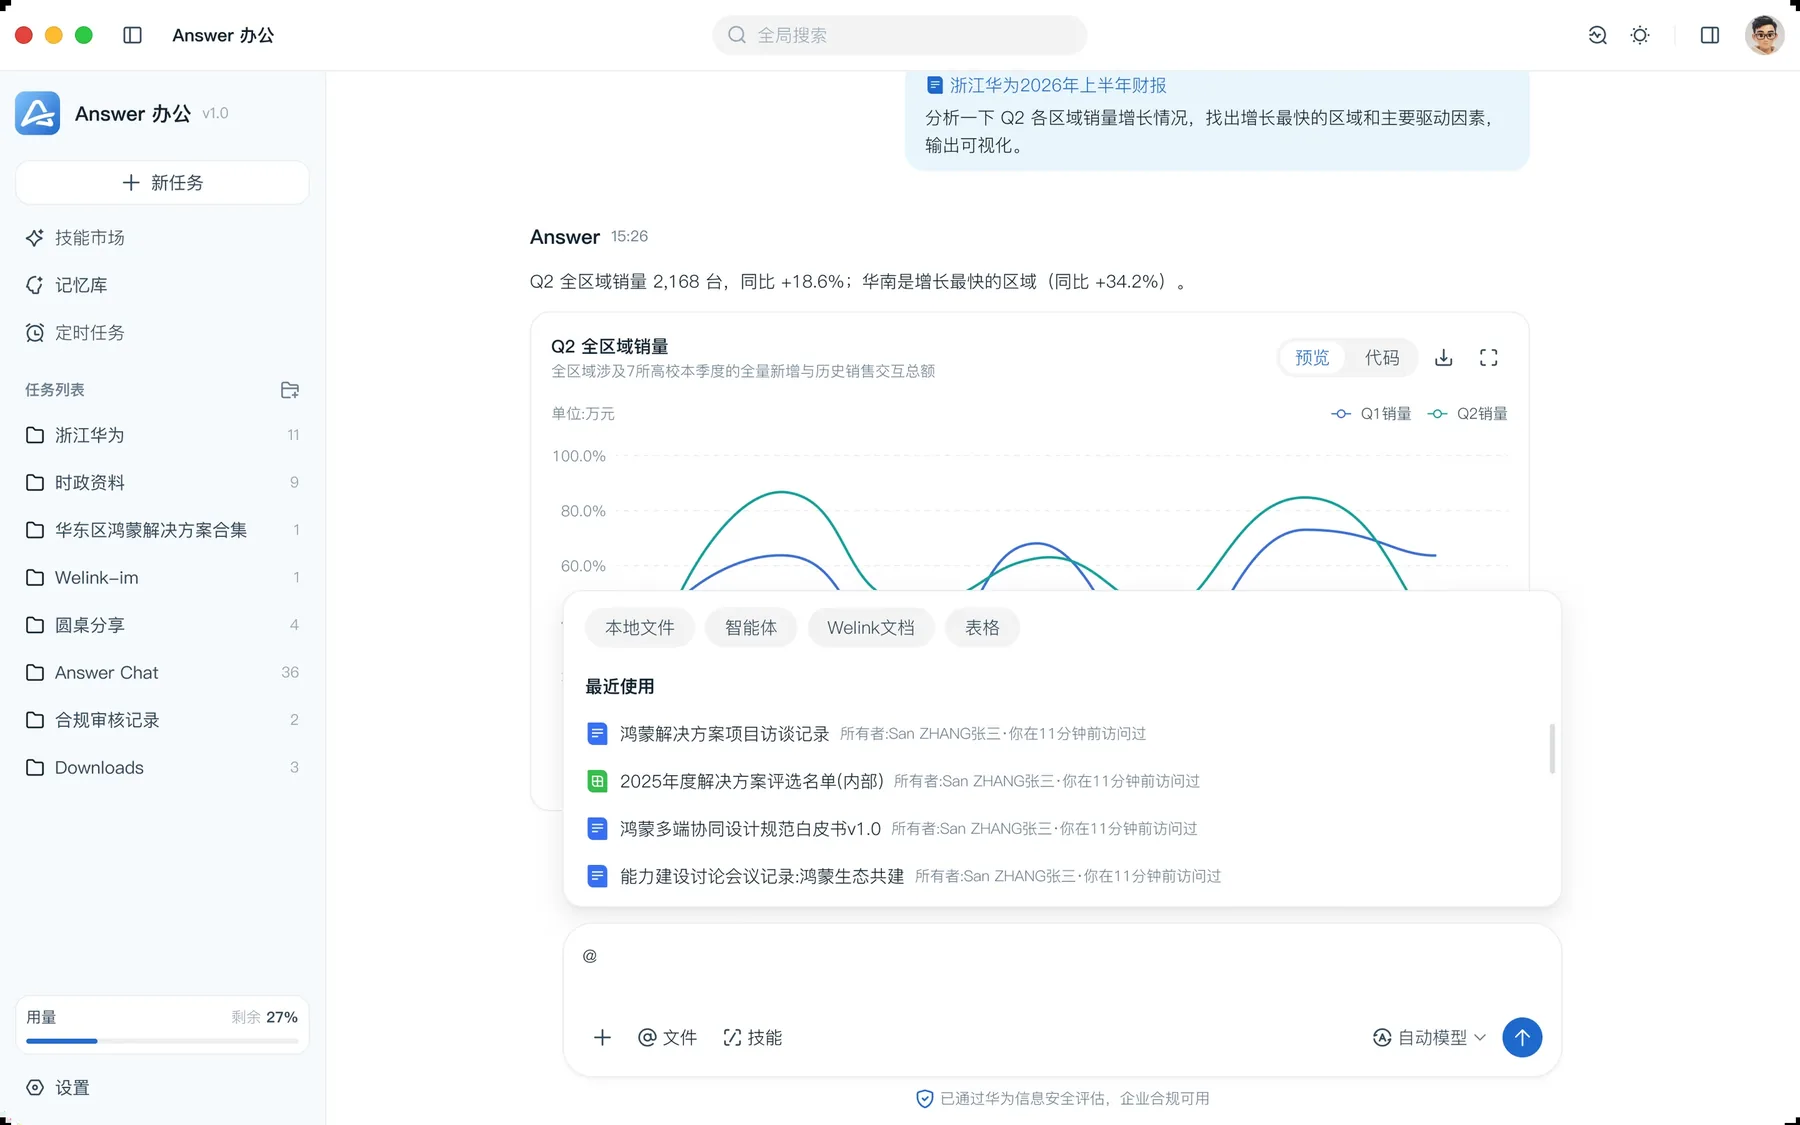 Answer 办公
全局搜索
Answer 办公 v1.0
新任务
技能市场
记忆库
定时任务
任务列表
浙江华为 11
时政资料 9
华东区鸿蒙解决方案合集 1
Welink-im 1
圆桌分享 4
Answer Chat 36
合规审核记录 2
Downloads 3
用量 剩余 27%
设置
浙江华为2026年上半年财报
分析一下 Q2 各区域销量增长情况，找出增长最快的区域和主要驱动因素，
输出可视化。
Answer 15:26
Q2 全区域销量 2,168 台，同比 +18.6%；华南是增长最快的区域（同比 +34.2%）。
Q2 全区域销量
全区域涉及7所高校本季度的全量新增与历史销售交互总额
预览 代码
单位:万元
Q1销量 Q2销量
100.0%
80.0%
60.0%
本地文件 智能体 Welink文档 表格
最近使用
鸿蒙解决方案项目访谈记录 所有者:San ZHANG张三·你在11分钟前访问过
2025年度解决方案评选名单(内部) 所有者:San ZHANG张三·你在11分钟前访问过
鸿蒙多端协同设计规范白皮书v1.0 所有者:San ZHANG张三·你在11分钟前访问过
能力建设讨论会议记录:鸿蒙生态共建 所有者:San ZHANG张三·你在11分钟前访问过
@
@ 文件 技能 自动模型
已通过华为信息安全评估，企业合规可用